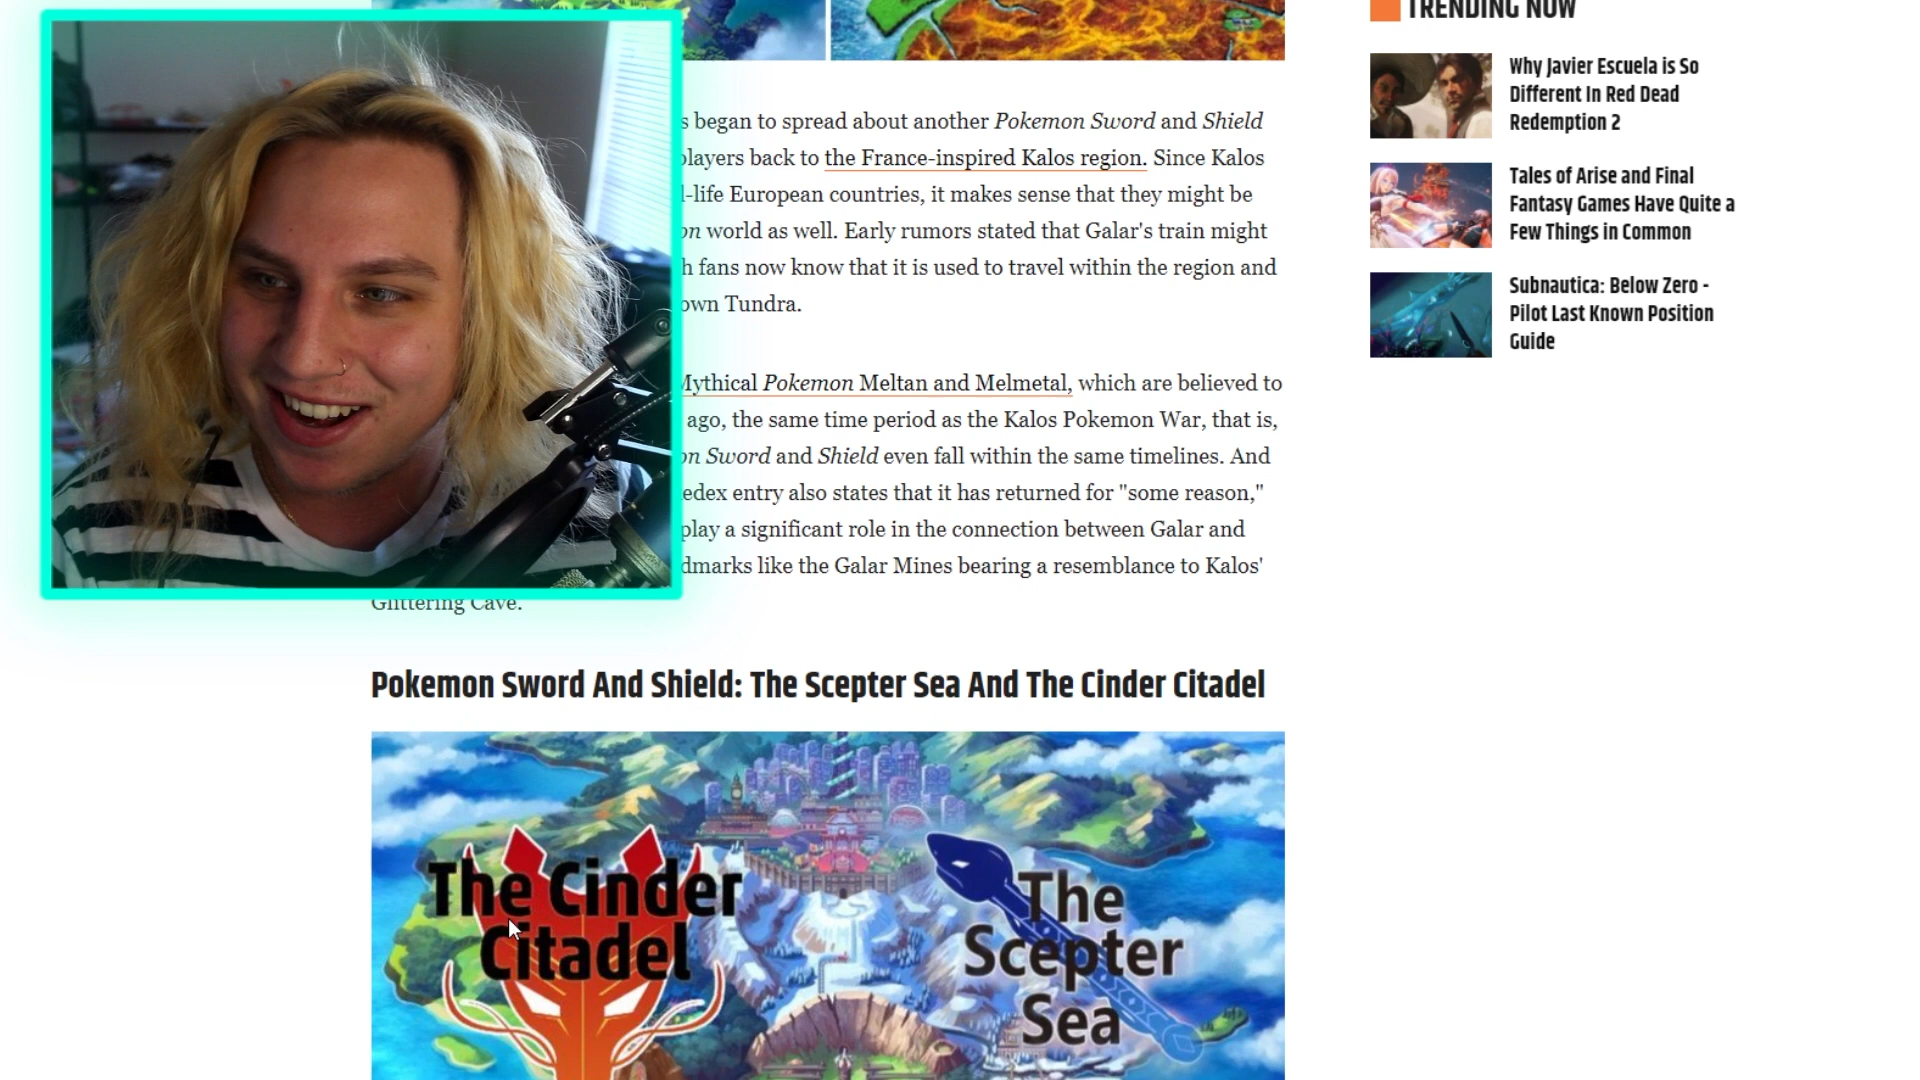 s began to spread about another Pokemon Sword and Shield
players back to the France-inspired Kalos region. Since Kalos
l-life European countries, it makes sense that they might be
on world as well. Early rumors stated that Galar's train might
h fans now know that it is used to travel within the region and
own Tundra.
Mythical Pokemon Meltan and Melmetal, which are believed to
ago, the same time period as the Kalos Pokemon War, that is,
on Sword and Shield even fall within the same timelines. And
edex entry also states that it has returned for "some reason,"
play a significant role in the connection between Galar and
dmarks like the Galar Mines bearing a resemblance to Kalos'
Glittering Cave.
Pokemon Sword And Shield: The Scepter Sea And The Cinder Citadel
The Cinder
Citadel
The
Scepter
Sea
TRENDING NOW
Why Javier Escuela is So
Different In Red Dead
Redemption 2
Tales of Arise and Final
Fantasy Games Have Quite a
Few Things in Common
Subnautica: Below Zero -
Pilot Last Known Position
Guide